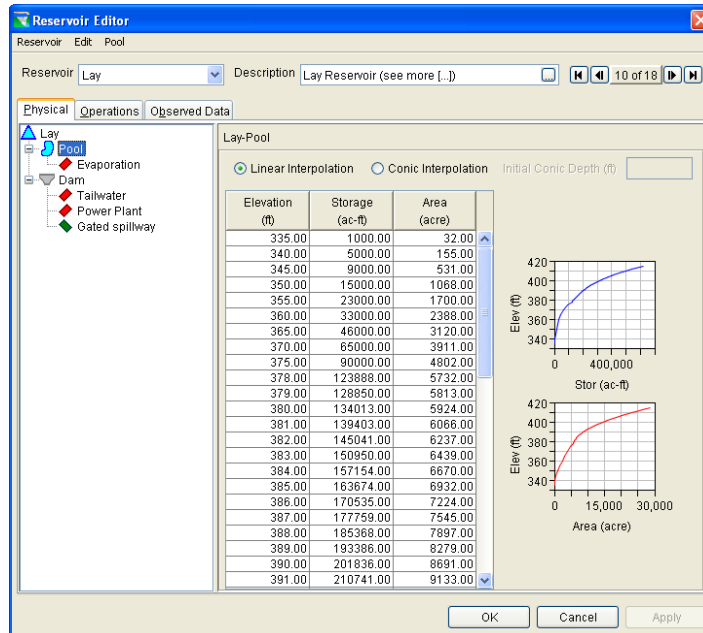 Reservoir Editor
Reservoir Edit Pool
Reservoir Lay Description Lay Reservoir (see more [...]) ... 10 of 18
Physical Operations Observed Data
Lay
Pool
Evaporation
Dam
Tailwater
Power Plant
Gated spillway
Lay-Pool
Linear Interpolation Conic Interpolation Initial Conic Depth (ft)
Elevation Storage Area
(ft) (ac-ft) (acre)
335.00 1000.00 32.00
340.00 5000.00 155.00
345.00 9000.00 531.00
350.00 15000.00 1068.00
355.00 23000.00 1700.00
360.00 33000.00 2388.00
365.00 46000.00 3120.00
370.00 65000.00 3911.00
375.00 90000.00 4802.00
378.00 123888.00 5732.00
379.00 128850.00 5813.00
380.00 134013.00 5924.00
381.00 139403.00 6066.00
382.00 145041.00 6237.00
383.00 150950.00 6439.00
384.00 157154.00 6670.00
385.00 163674.00 6932.00
386.00 170535.00 7224.00
387.00 177759.00 7545.00
388.00 185368.00 7897.00
389.00 193386.00 8279.00
390.00 201836.00 8691.00
391.00 210741.00 9133.00
420
400
380
360
340
Elev (ft)
0 400,000
Stor (ac-ft)
420
400
380
360
340
Elev (ft)
0 15,000 30,000
Area (acre)
OK Cancel Apply